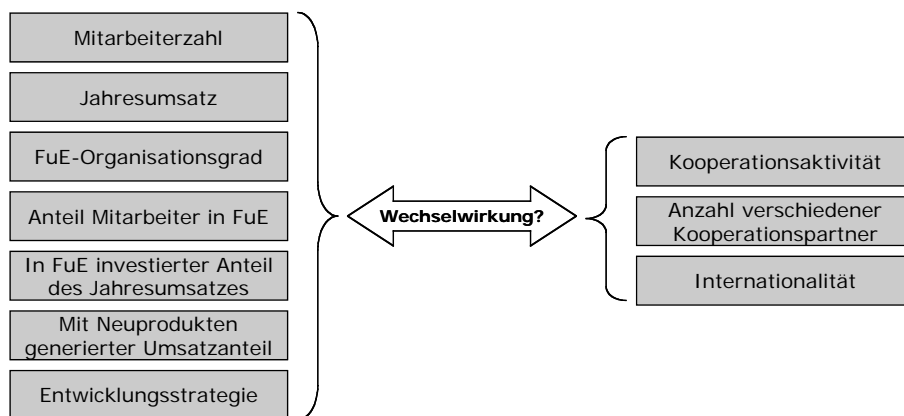 Mitarbeiterzahl
Jahresumsatz
FuE-Organisationsgrad
Anteil Mitarbeiter in FuE
In FuE investierter Anteil
des Jahresumsatzes
Mit Neuprodukten
generierter Umsatzanteil
Entwicklungsstrategie
Wechselwirkung?
Kooperationsaktivität
Anzahl verschiedener
Kooperationspartner
Internationalität